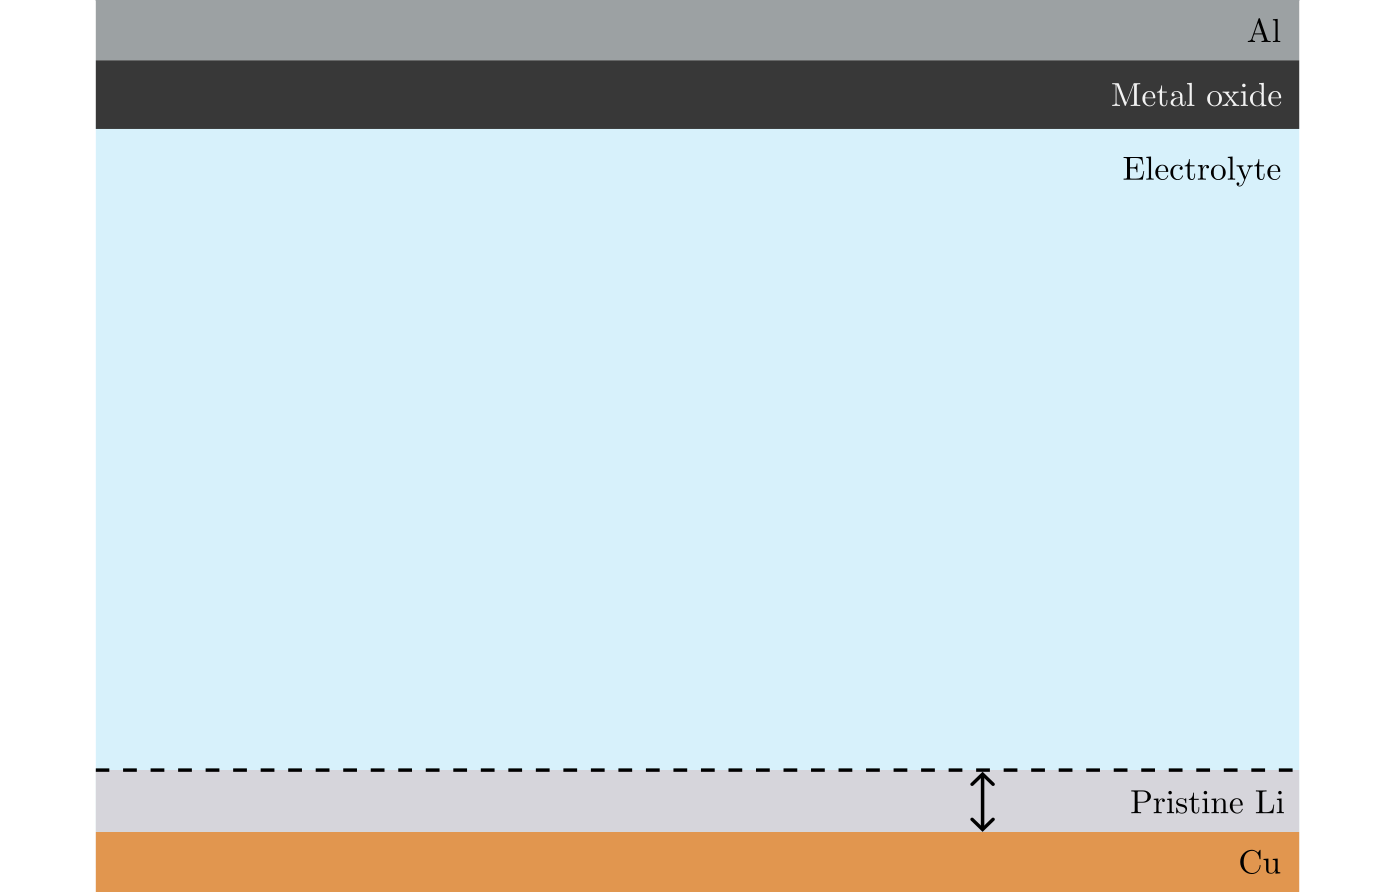 Al
Metal oxide
Electrolyte
Pristine Li
Cu